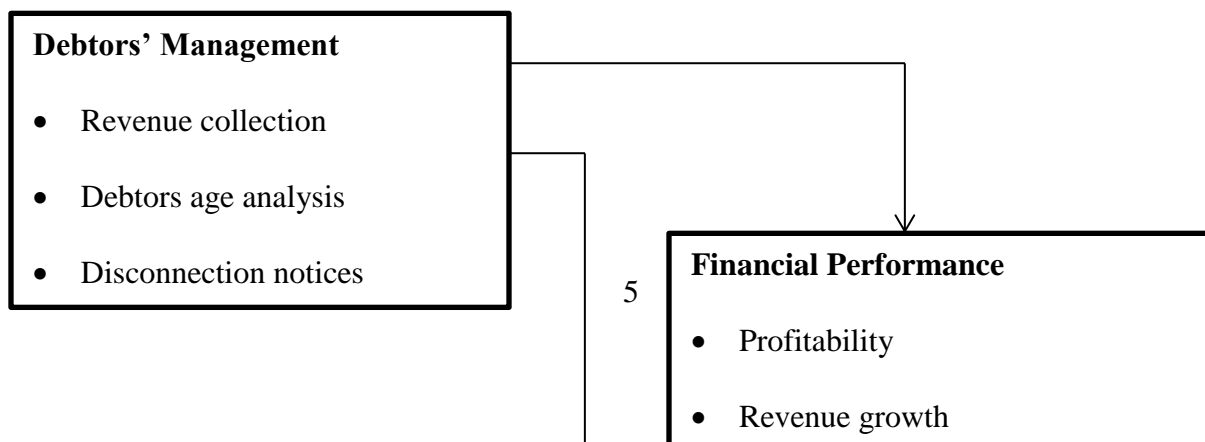 Debtors’ Management
• Revenue collection
• Debtors age analysis
• Disconnection notices
5
Financial Performance
• Profitability
• Revenue growth